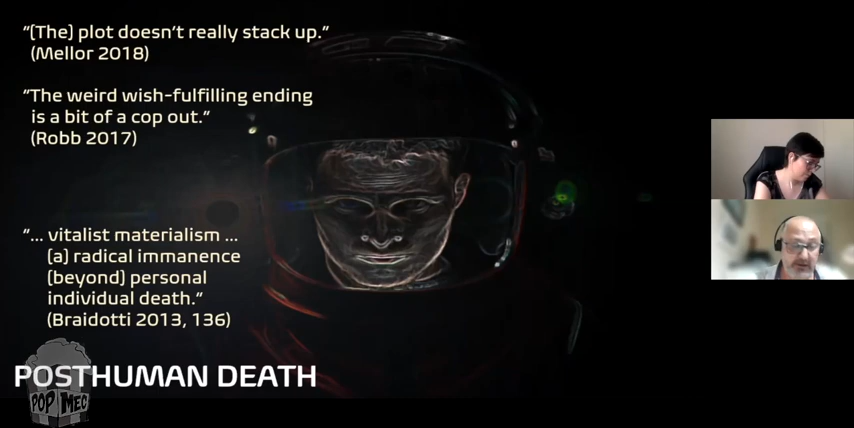 "[The] plot doesn't really stack up."
(Mellor 2018)
"The weird wish-fulfilling ending
is a bit of a cop out."
(Robb 2017)
"... vitalist materialism ...
(a) radical immanence
(beyond) personal
individual death."
(Braidotti 2013, 136)
POSTHUMAN DEATH
POP MEC